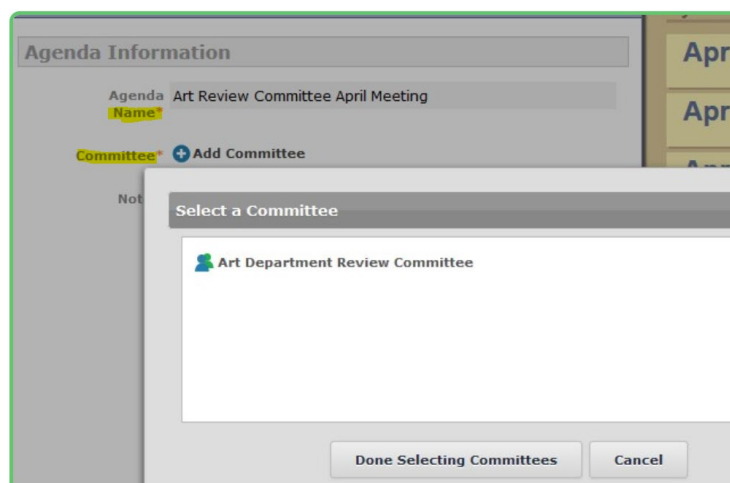 Agenda Information
Apr
Agenda Art Review Committee April Meeting
Name*
Apr
Committee* Add Committee
Not
Select a Committee
Art Department Review Committee
Done Selecting Committees Cancel